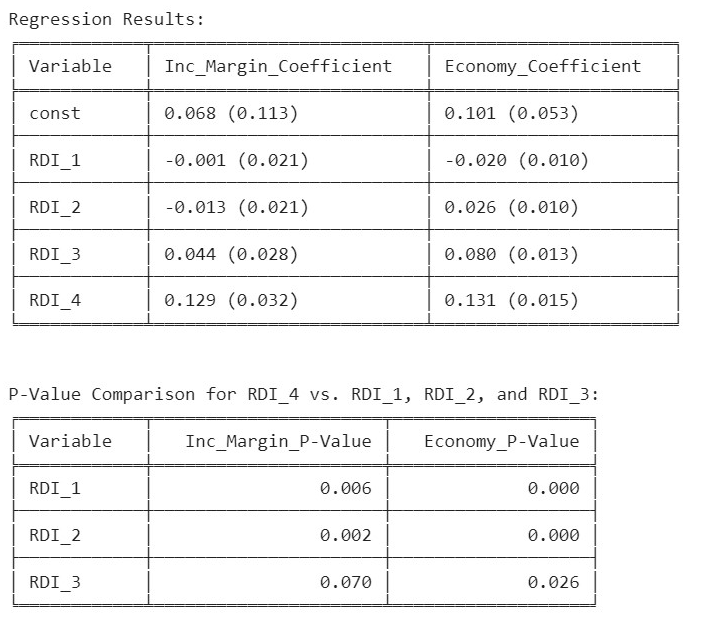 Regression Results:
Variable Inc_Margin_Coefficient Economy_Coefficient
const 0.068 (0.113) 0.101 (0.053)
RDI_1 -0.001 (0.021) -0.020 (0.010)
RDI_2 -0.013 (0.021) 0.026 (0.010)
RDI_3 0.044 (0.028) 0.080 (0.013)
RDI_4 0.129 (0.032) 0.131 (0.015)
P-Value Comparison for RDI_4 vs. RDI_1, RDI_2, and RDI_3:
Variable Inc_Margin_P-Value Economy_P-Value
RDI_1 0.006 0.000
RDI_2 0.002 0.000
RDI_3 0.070 0.026